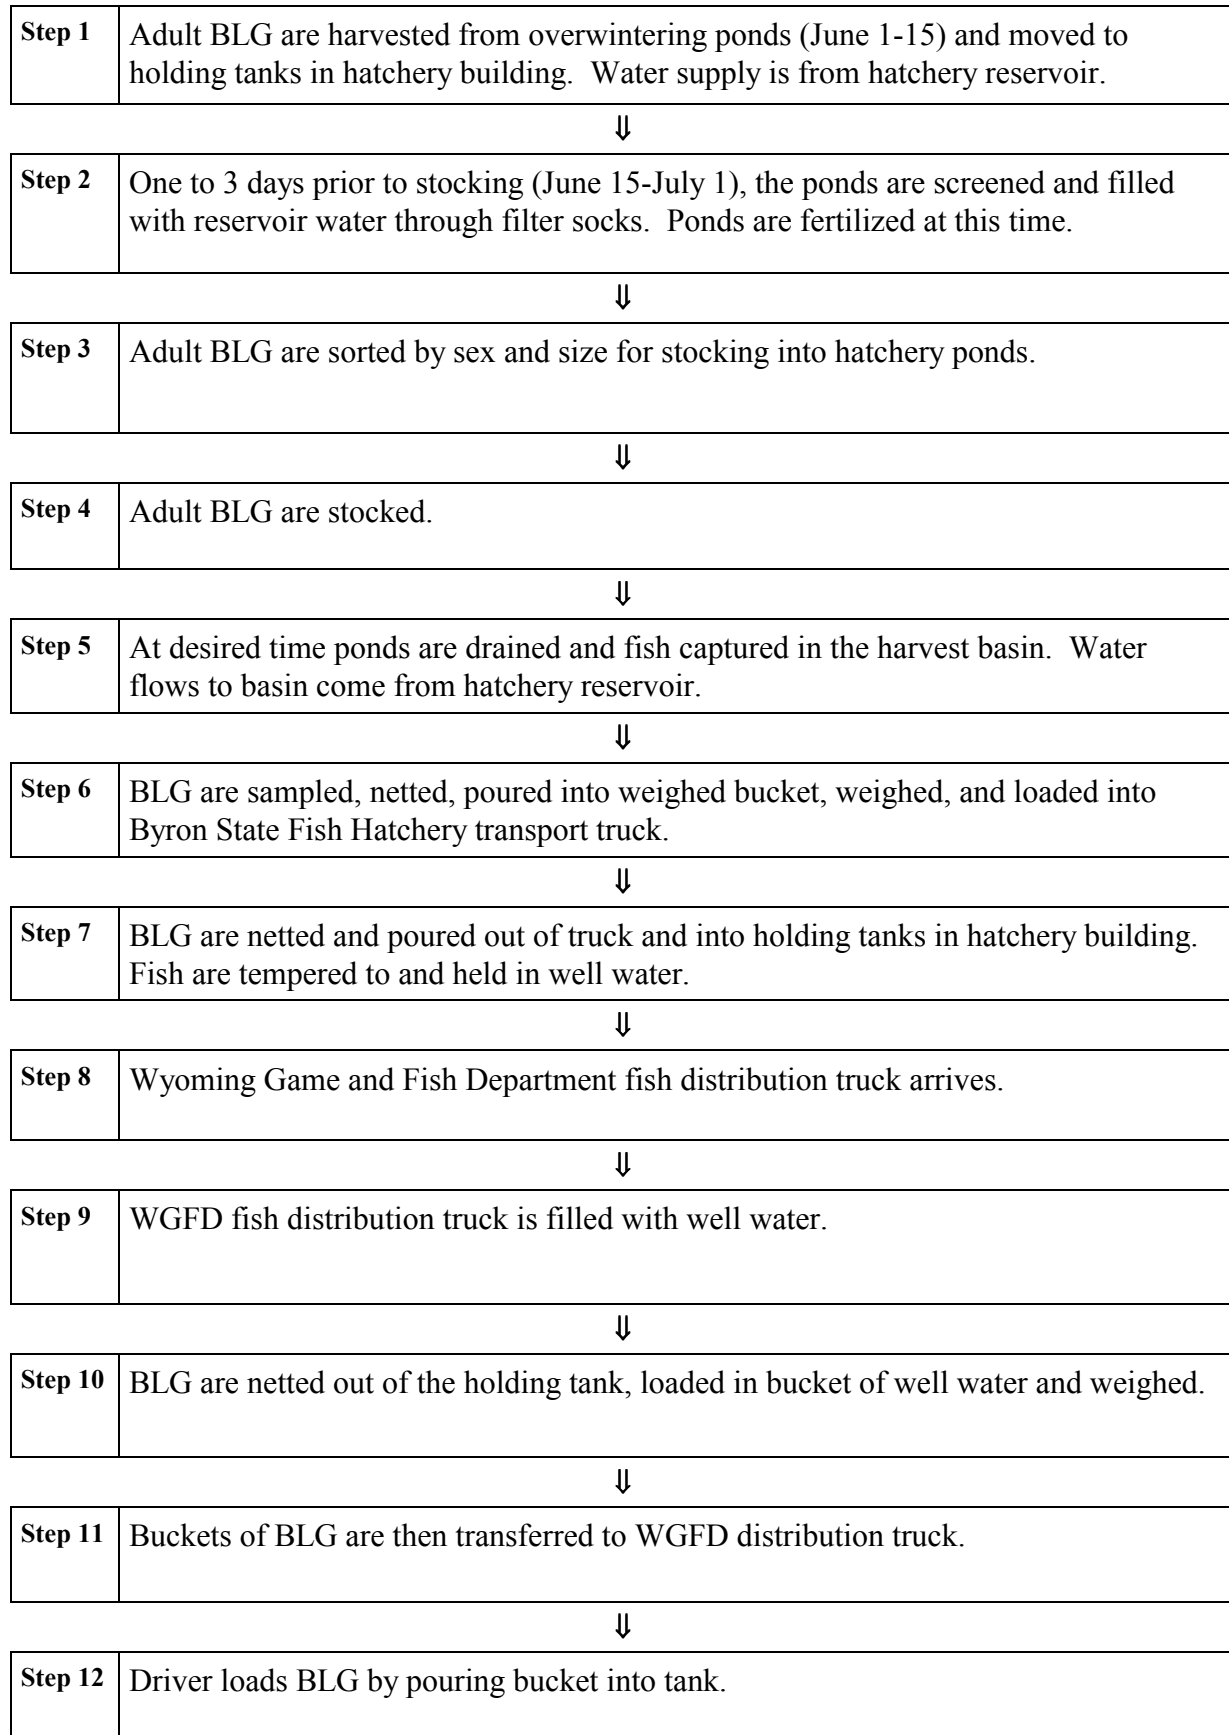 Step 1 Adult BLG are harvested from overwintering ponds (June 1-15) and moved to
holding tanks in hatchery building.  Water supply is from hatchery reservoir.
⇓
Step 2 One to 3 days prior to stocking (June 15-July 1), the ponds are screened and filled
with reservoir water through filter socks.  Ponds are fertilized at this time.
⇓
Step 3 Adult BLG are sorted by sex and size for stocking into hatchery ponds.
⇓
Step 4 Adult BLG are stocked.
⇓
Step 5 At desired time ponds are drained and fish captured in the harvest basin.  Water
flows to basin come from hatchery reservoir.
⇓
Step 6 BLG are sampled, netted, poured into weighed bucket, weighed, and loaded into
Byron State Fish Hatchery transport truck.
⇓
Step 7 BLG are netted and poured out of truck and into holding tanks in hatchery building.
Fish are tempered to and held in well water.
⇓
Step 8 Wyoming Game and Fish Department fish distribution truck arrives.
⇓
Step 9 WGFD fish distribution truck is filled with well water.
⇓
Step 10 BLG are netted out of the holding tank, loaded in bucket of well water and weighed.
⇓
Step 11 Buckets of BLG are then transferred to WGFD distribution truck.
⇓
Step 12 Driver loads BLG by pouring bucket into tank.